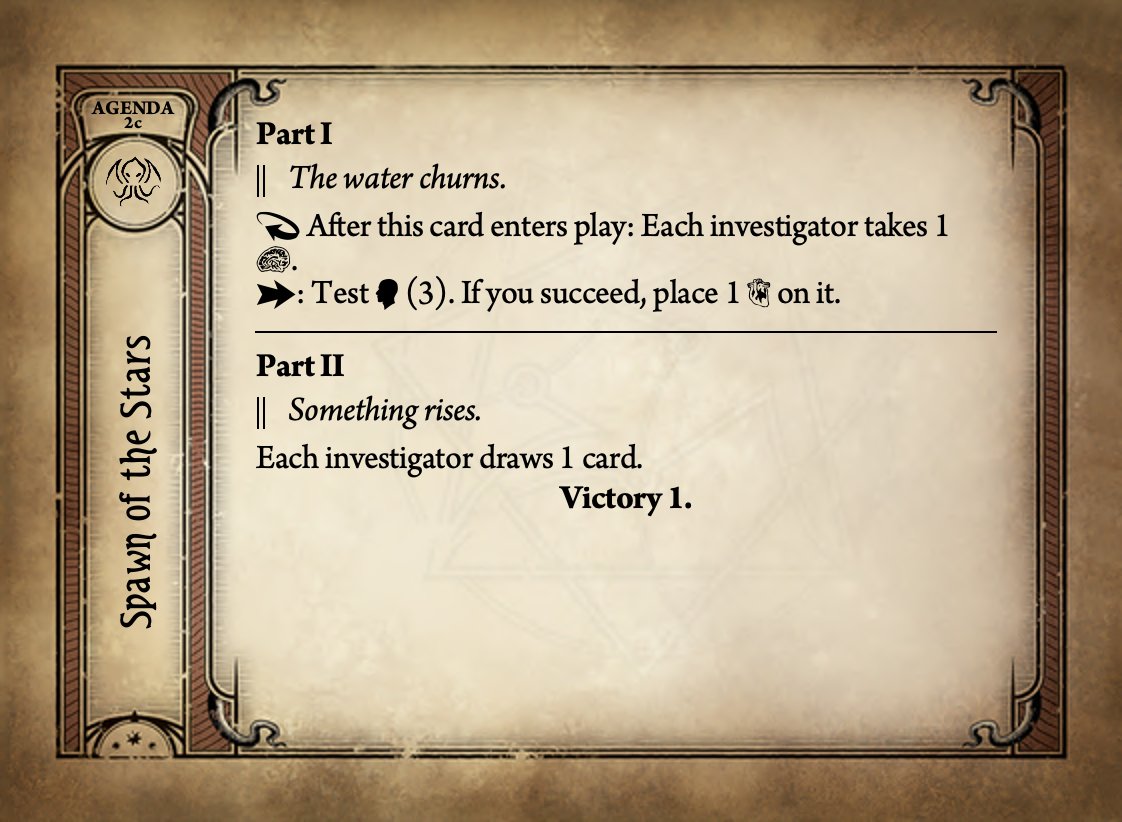 AGENDA
2c
Spawn of the Stars
Part I
The water churns.
After this card enters play: Each investigator takes 1
.
: Test (3). If you succeed, place 1 on it.
Part II
Something rises.
Each investigator draws 1 card.
Victory 1.